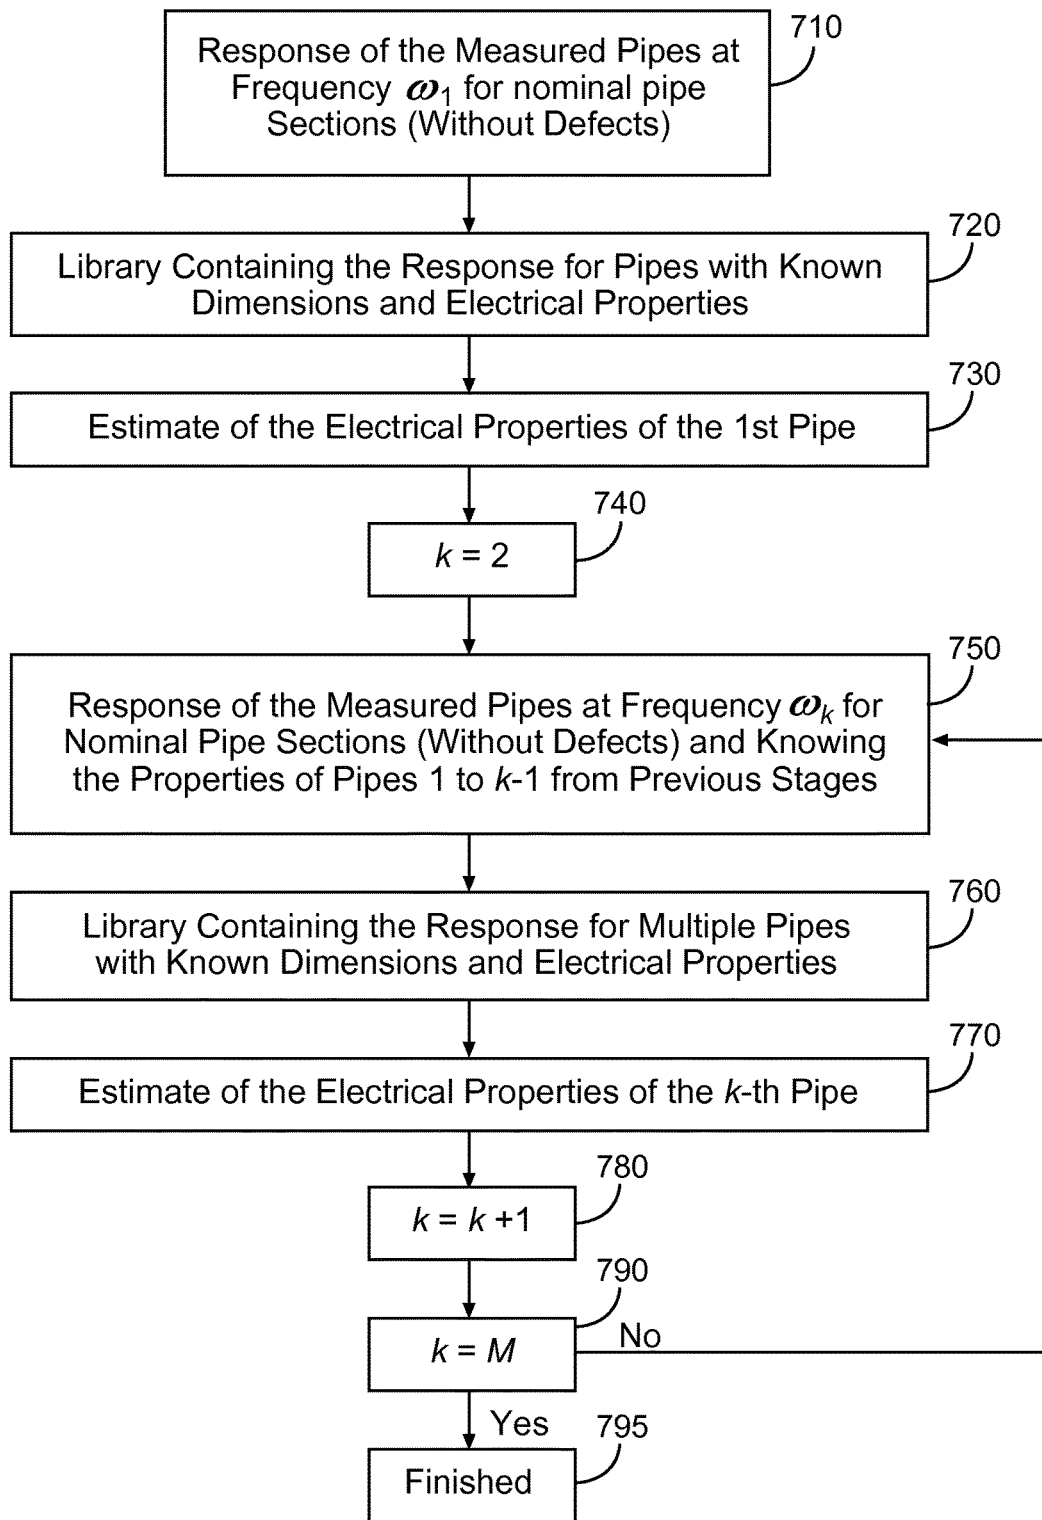 Response of the Measured Pipes at
Frequency ω1 for nominal pipe
Sections (Without Defects)
710
Library Containing the Response for Pipes with Known
Dimensions and Electrical Properties
720
Estimate of the Electrical Properties of the 1st Pipe
730
k = 2
740
Response of the Measured Pipes at Frequency ωk for
Nominal Pipe Sections (Without Defects) and Knowing
the Properties of Pipes 1 to k-1 from Previous Stages
750
Library Containing the Response for Multiple Pipes
with Known Dimensions and Electrical Properties
760
Estimate of the Electrical Properties of the k-th Pipe
770
k = k +1
780
k = M
790
No
Yes
Finished
795